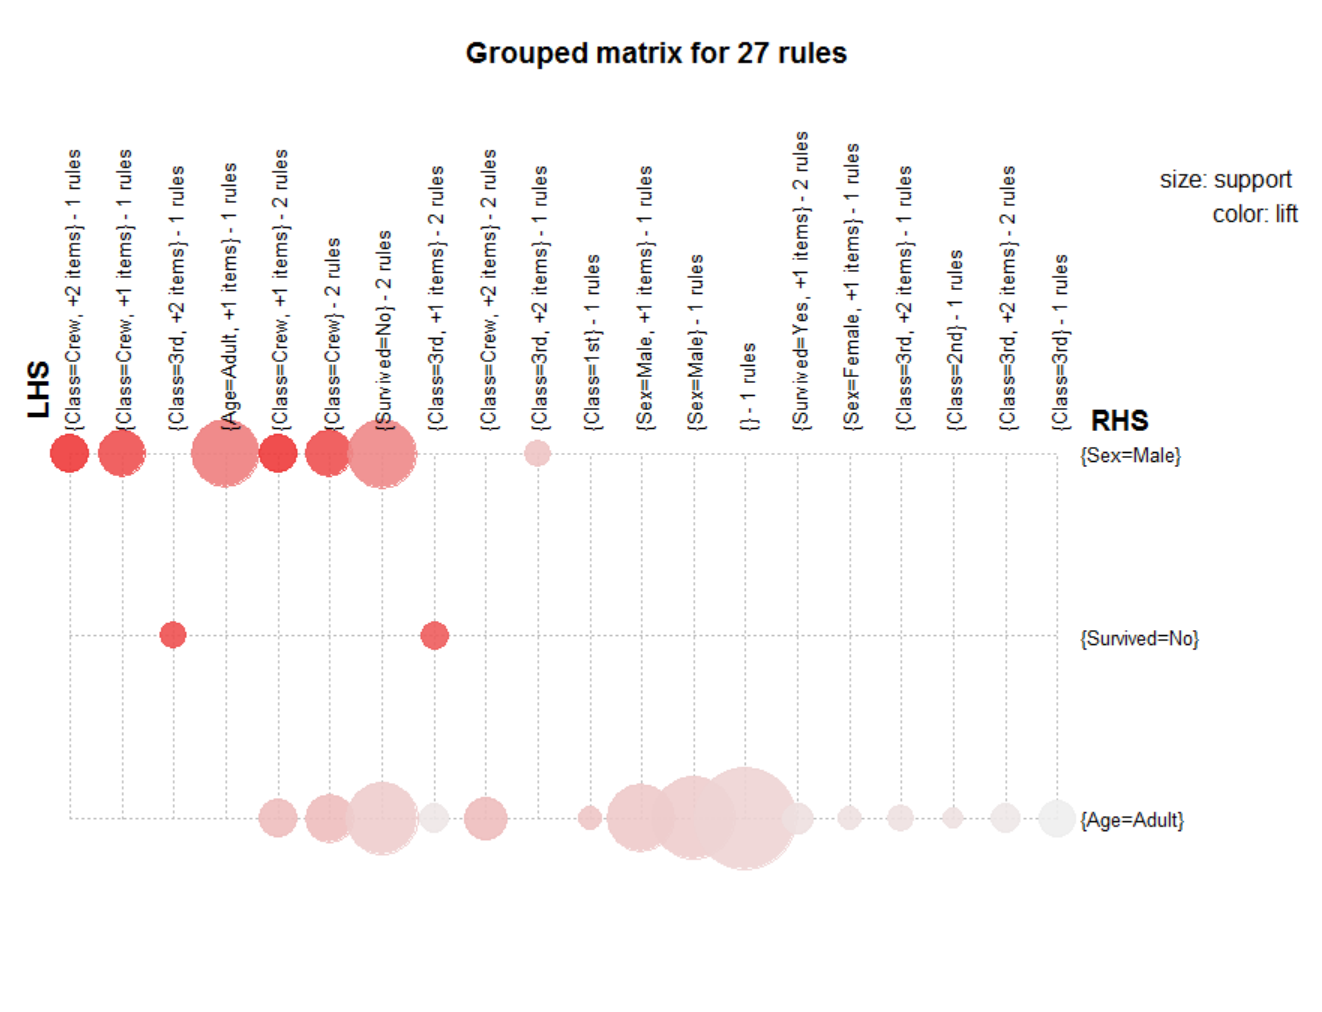 Grouped matrix for 27 rules
size: support
color: lift
LHS
{Class=Crew, +2 items} - 1 rules
{Class=Crew, +1 items} - 1 rules
{Class=3rd, +2 items} - 1 rules
{Age=Adult, +1 items} - 1 rules
{Class=Crew, +1 items} - 2 rules
{Class=Crew} - 2 rules
{Survived=No} - 2 rules
{Class=3rd, +1 items} - 2 rules
{Class=Crew, +2 items} - 2 rules
{Class=3rd, +2 items} - 1 rules
{Class=1st} - 1 rules
{Sex=Male, +1 items} - 1 rules
{Sex=Male} - 1 rules
{} - 1 rules
{Survived=Yes, +1 items} - 2 rules
{Sex=Female, +1 items} - 1 rules
{Class=3rd, +2 items} - 1 rules
{Class=2nd} - 1 rules
{Class=3rd, +2 items} - 2 rules
{Class=3rd} - 1 rules
RHS
{Sex=Male}
{Survived=No}
{Age=Adult}